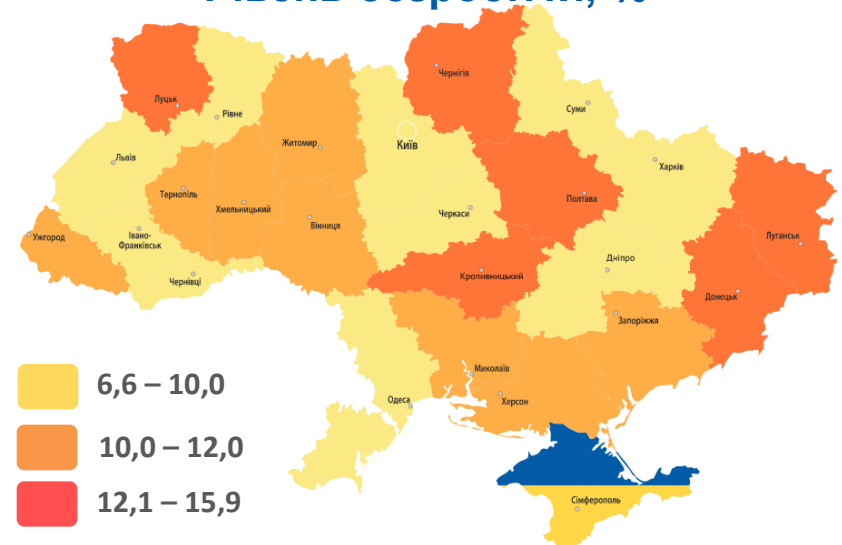 Рівень безробіття, %
Чернігів
Луцьк
Суми
Рівне
Житомир
Київ
Львів
Харків
Тернопіль
Полтава
Хмельницький
Черкаси
Вінниця
Ужгород
Івано-
Франківськ
Луганськ
Дніпро
Чернівці
Кропивницький
Донецьк
Запоріжжя
Миколаїв
6,6 – 10,0
Одеса
Херсон
10,0 – 12,0
12,1 – 15,9
Сімферополь